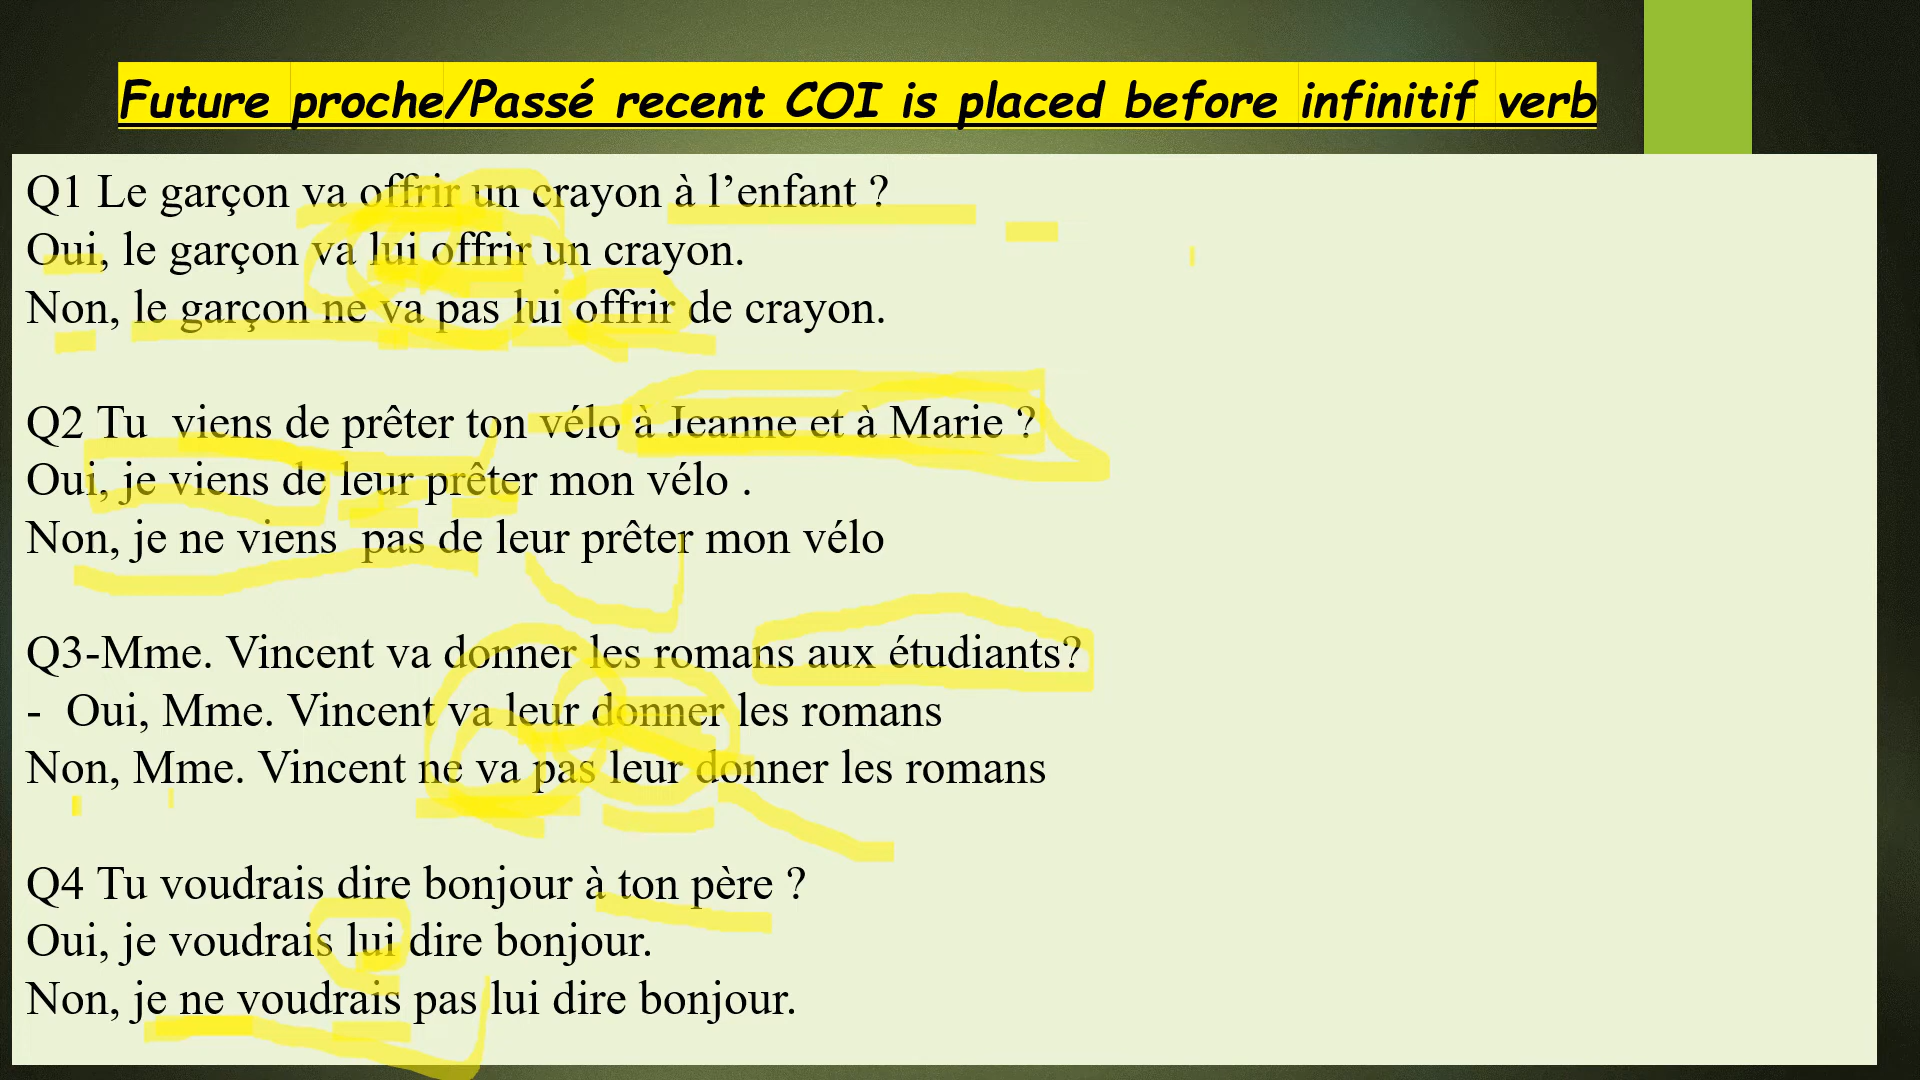 Future proche/Passé recent COI is placed before infinitif verb
Q1 Le garçon va offrir un crayon à l’enfant ?
Oui, le garçon va lui offrir un crayon.
Non, le garçon ne va pas lui offrir de crayon.
Q2 Tu  viens de prêter ton vélo à Jeanne et à Marie ?
Oui, je viens de leur prêter mon vélo .
Non, je ne viens  pas de leur prêter mon vélo
Q3-Mme. Vincent va donner les romans aux étudiants?
-  Oui, Mme. Vincent va leur donner les romans
Non, Mme. Vincent ne va pas leur donner les romans
Q4 Tu voudrais dire bonjour à ton père ?
Oui, je voudrais lui dire bonjour.
Non, je ne voudrais pas lui dire bonjour.